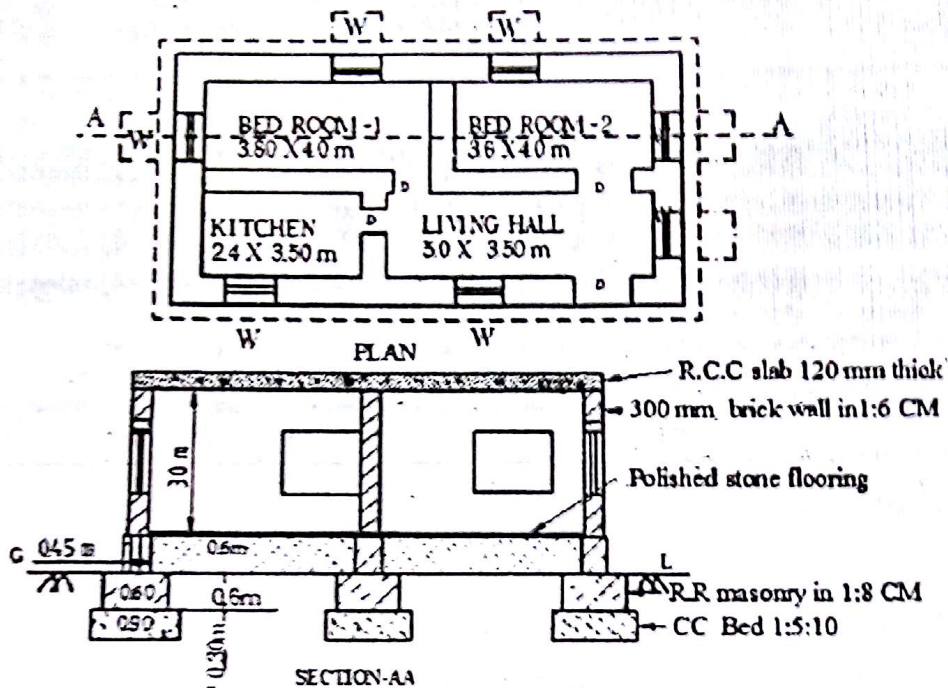 W W
A A
W
BED ROOM-1
3.60 X 4.0 m
BED ROOM-2
3.6 X 4.0 m
D D
D
KITCHEN
2.4 X 3.50 m
LIVING HALL
5.0 X 3.50 m
D
W W
PLAN
R.C.C slab 120 mm thick
300 mm brick wall in 1:6 CM
3.0 m
Polished stone flooring
G 0.45 m 0.6m L
0.60 0.6m
R.R masonry in 1:8 CM
0.90
CC Bed 1:5:10
0.30m
SECTION-AA